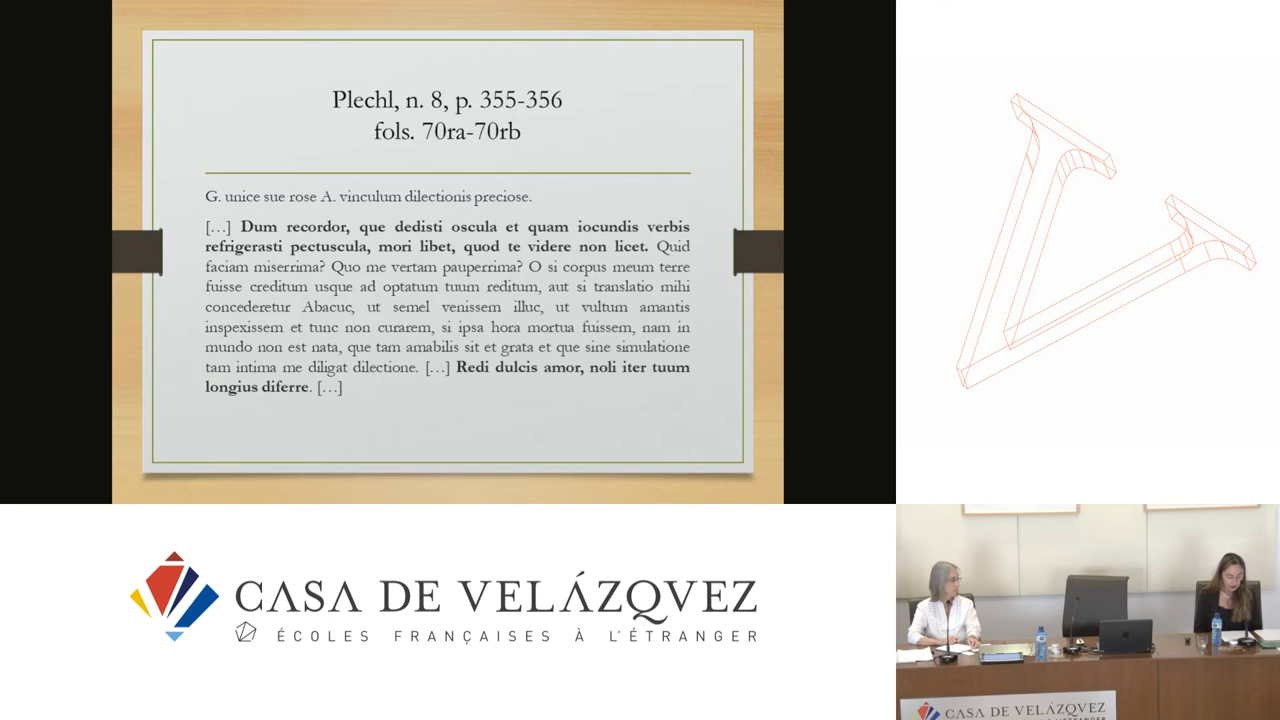 Plechl, n. 8, p. 355-356
fols. 70ra-70rb
G. unice sue rose A. vinculum dilectionis preciose.
[…] Dum recordor, que dedisti oscula et quam iocundis verbis
refrigerasti pectuscula, mori libet, quod te videre non licet. Quid
faciam miserrima? Quo me vertam pauperrima? O si corpus meum terre
fuisse creditum usque ad optatum tuum reditum, aut si translatio mihi
concederetur Abacuc, ut semel venissem illuc, ut vultum amantis
inspexissem et tunc non curarem, si ipsa hora mortua fuissem, nam in
mundo non est nata, que tam amabilis sit et grata et que sine simulatione
tam intima me diligat dilectione. […] Redi dulcis amor, noli iter tuum
longius diferre. […]
CASA DE VELÁZQVEZ
ÉCOLES FRANÇAISES À L'ÉTRANGER
CASA DE VELÁZQVEZ